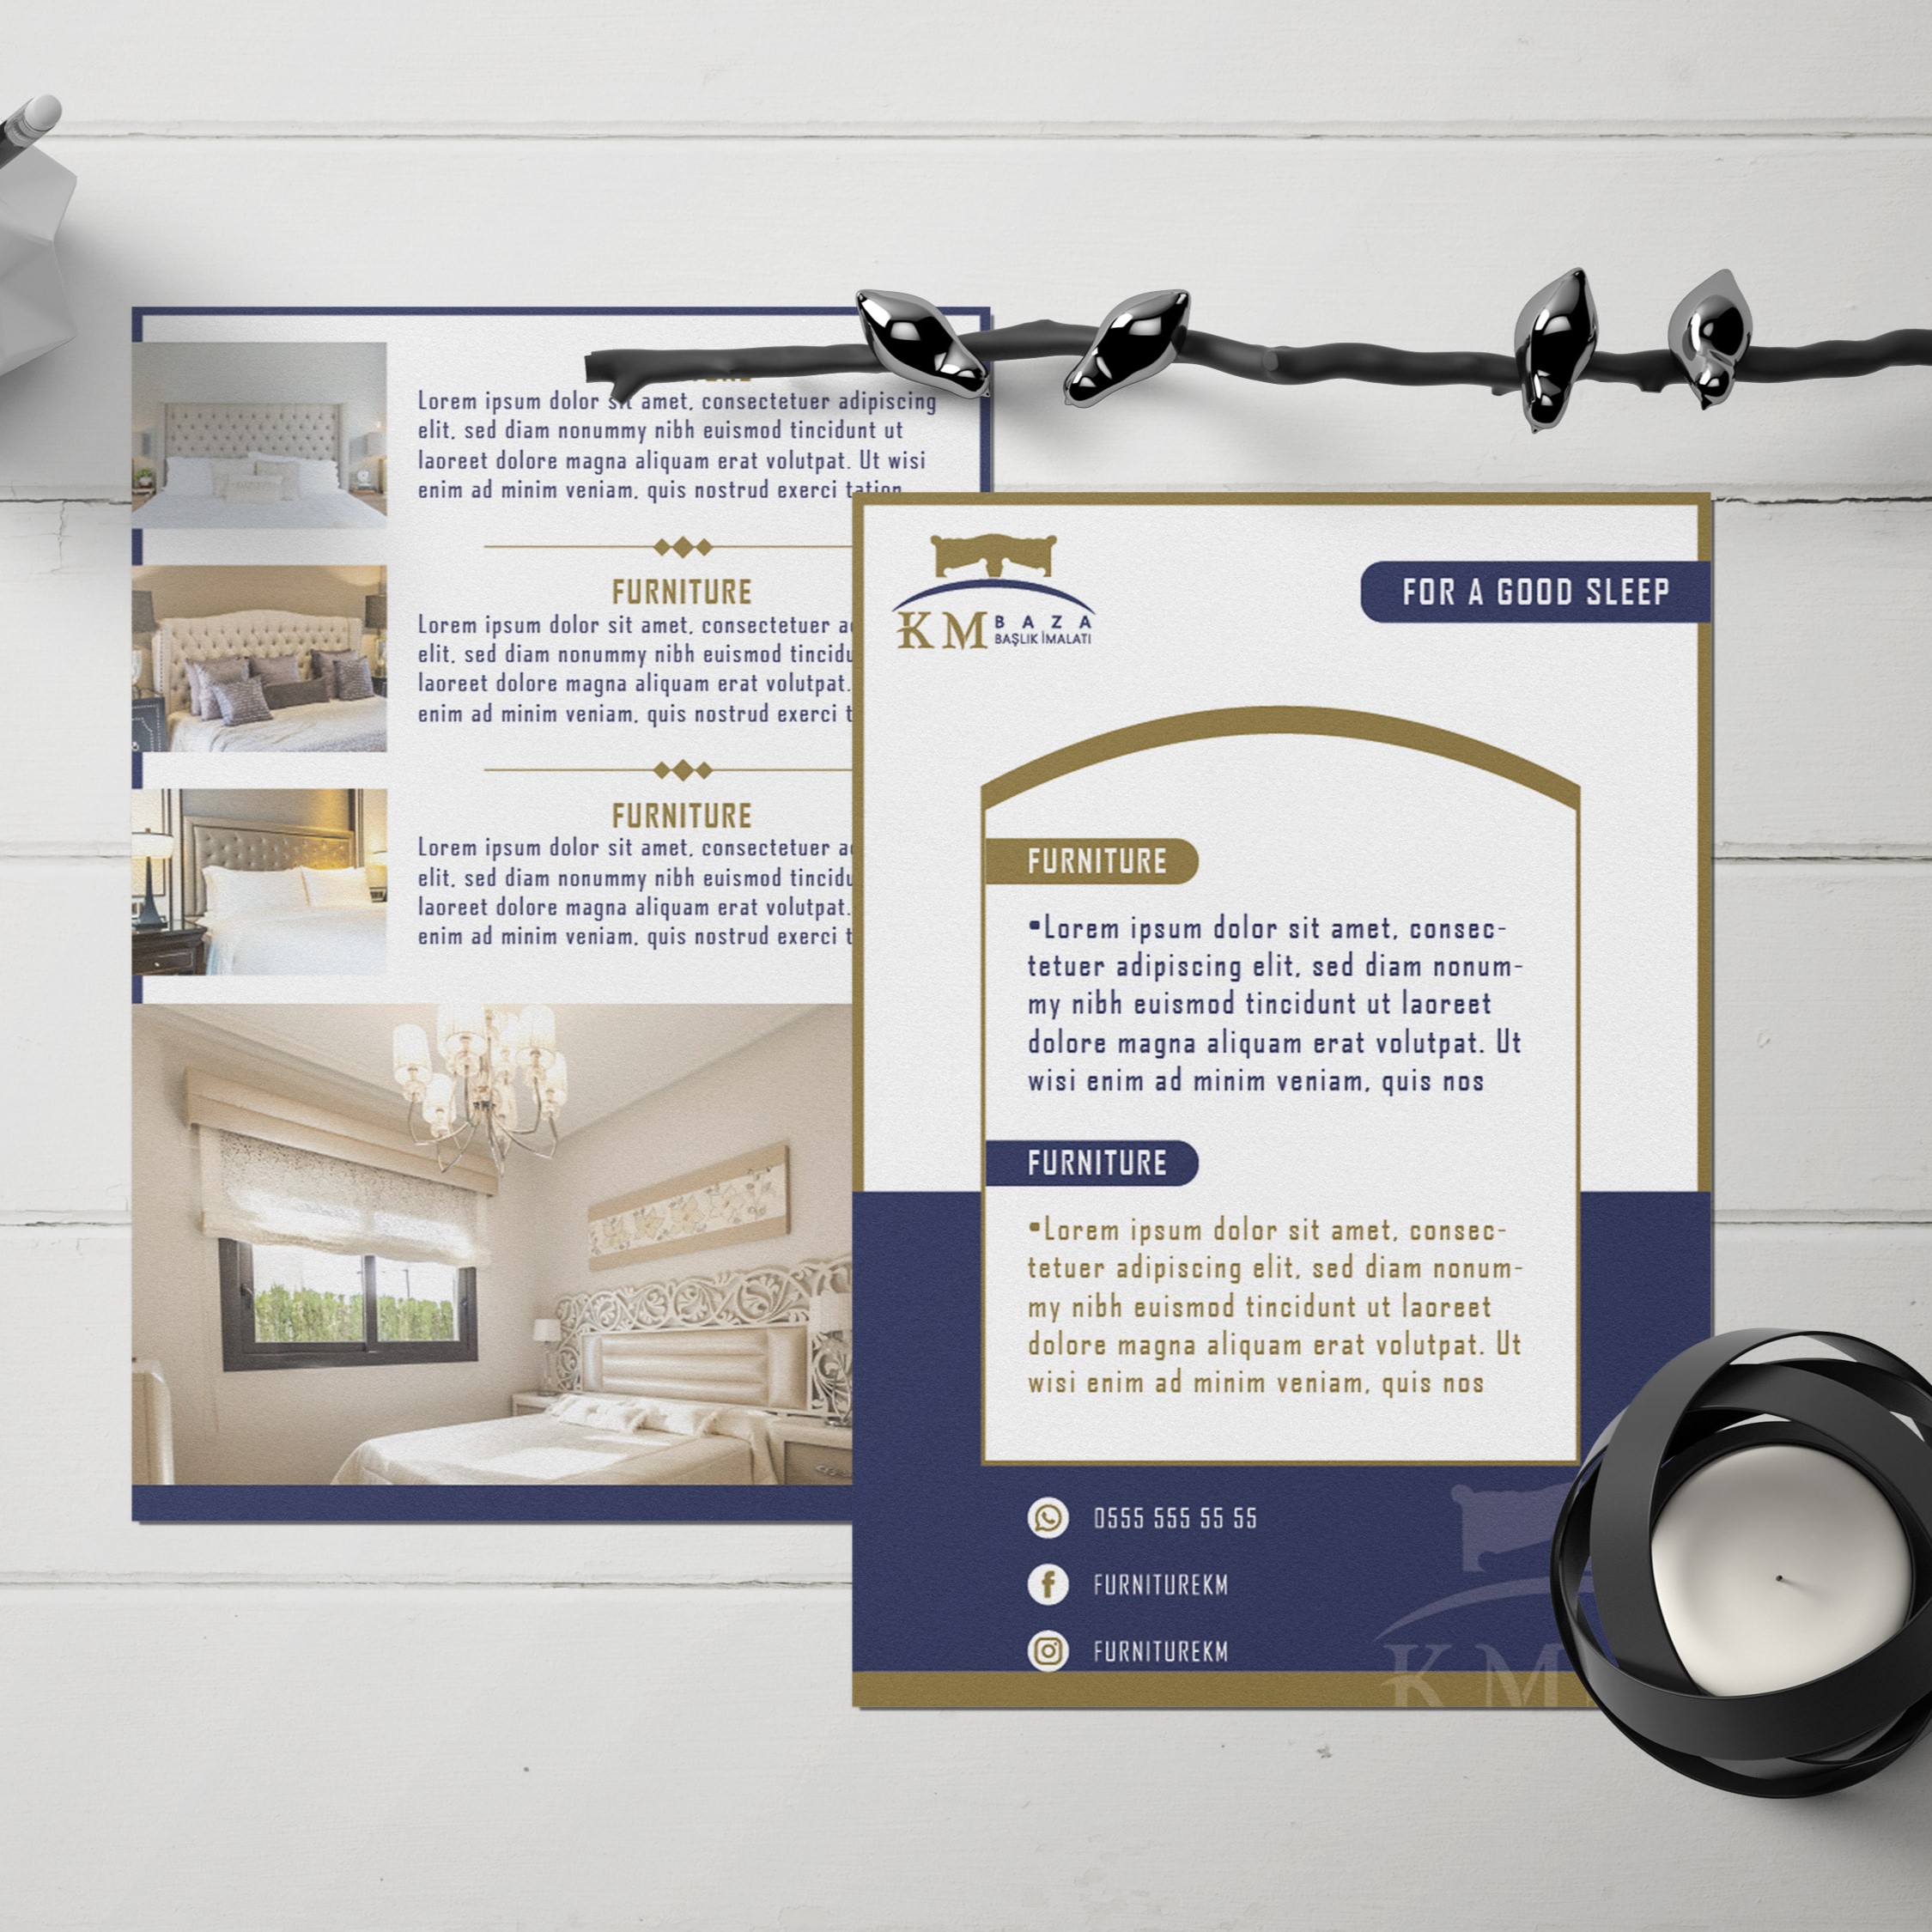 Lorem ipsum dolor sit amet, consectetuer adipiscing
elit, sed diam nonummy nibh euismod tincidunt ut
laoreet dolore magna aliquam erat volutpat. Ut wisi
enim ad minim veniam, quis nostrud exerci tation
FURNITURE
Lorem ipsum dolor sit amet, consectetuer
elit, sed diam nonummy nibh euismod
laoreet dolore magna aliquam erat volutpat.
enim ad minim veniam, quis nostrud exerci
FURNITURE
Lorem ipsum dolor sit amet, consectetuer
elit, sed diam nonummy nibh euismod
laoreet dolore magna aliquam erat volutpat.
enim ad minim veniam, quis nostrud exerci
KM BAZA
BAŞLIK İMALATI
FOR A GOOD SLEEP
FURNITURE
•Lorem ipsum dolor sit amet, consec-
tetuer adipiscing elit, sed diam nonum-
my nibh euismod tincidunt ut laoreet
dolore magna aliquam erat volutpat. Ut
wisi enim ad minim veniam, quis nos
FURNITURE
•Lorem ipsum dolor sit amet, consec-
tetuer adipiscing elit, sed diam nonum-
my nibh euismod tincidunt ut laoreet
dolore magna aliquam erat volutpat. Ut
wisi enim ad minim veniam, quis nos
0555 555 55 55
FURNITUREKM
FURNITUREKM
KM